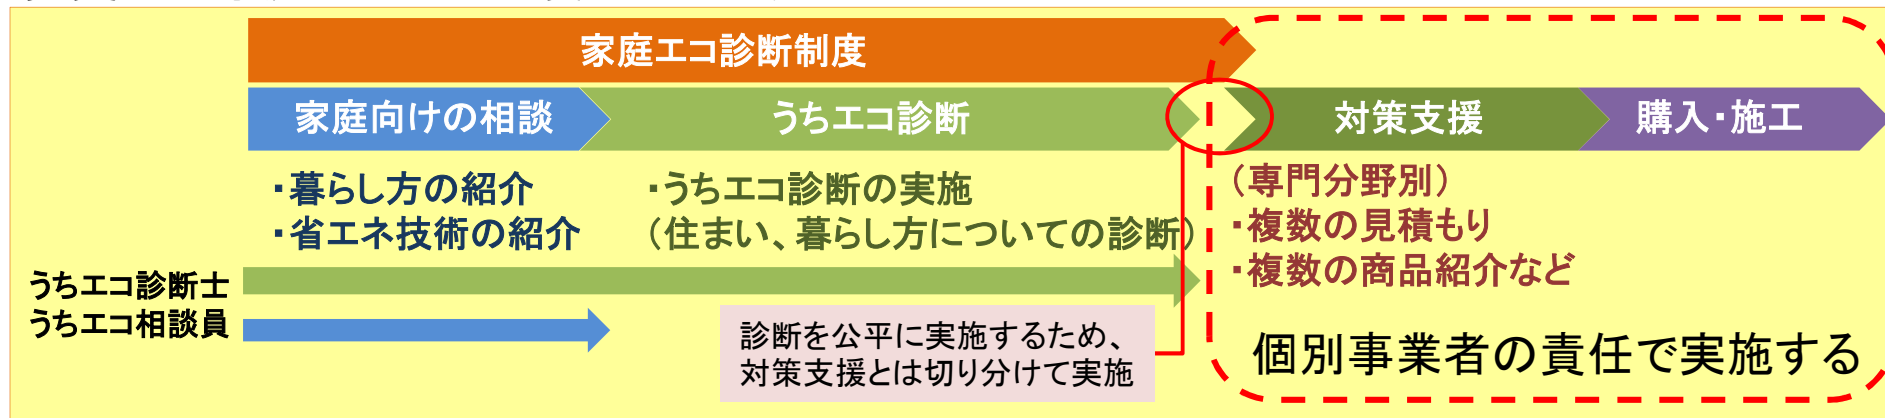 家庭エコ診断制度
家庭向けの相談
うちエコ診断
対策支援
購入・施工
・暮らし方の紹介
・省エネ技術の紹介
・うちエコ診断の実施
（住まい、暮らし方についての診断）
（専門分野別）
・複数の見積もり
・複数の商品紹介など
うちエコ診断士
うちエコ相談員
診断を公平に実施するため、
対策支援とは切り分けて実施
個別事業者の責任で実施する